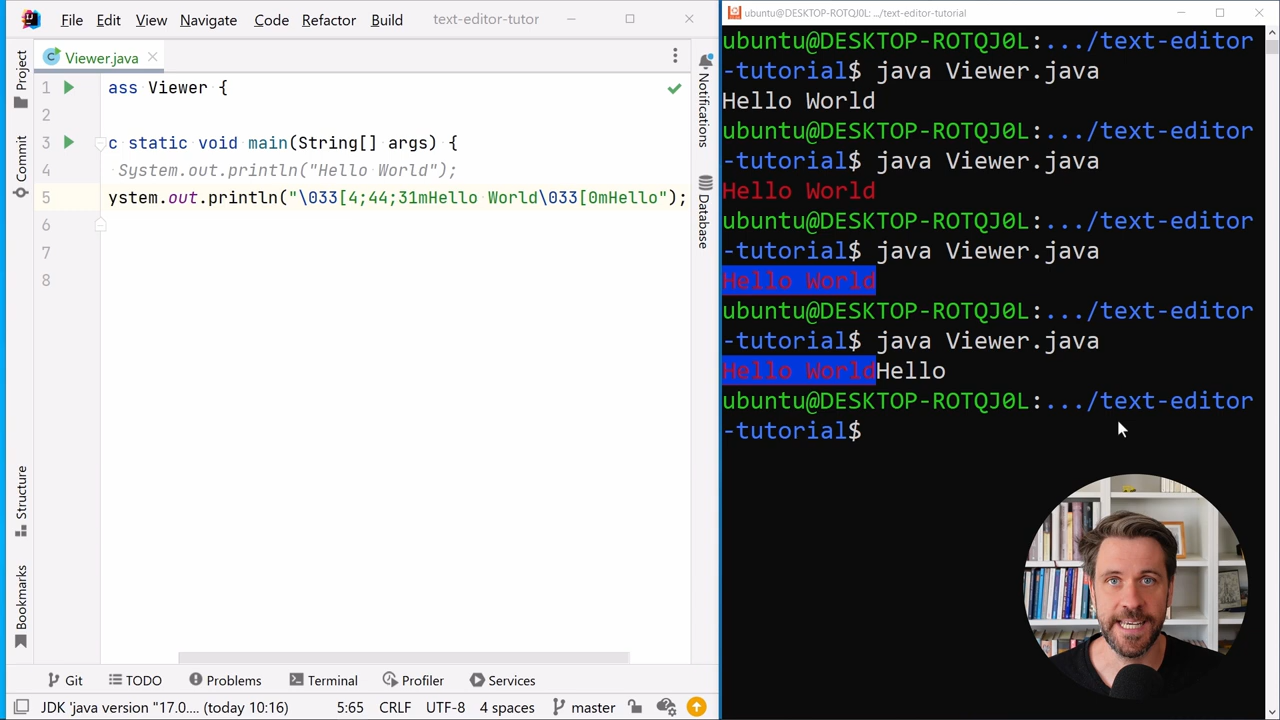 File Edit View Navigate Code Refactor Build text-editor-tutor
Viewer.java
Project
Commit
Structure
Bookmarks
1 ass Viewer {
2
3 c static void main(String[] args) {
4 System.out.println("Hello World");
5 ystem.out.println("\033[4;44;31mHello World\033[0mHello");
6
7
8
Notifications
Database
Git TODO Problems Terminal Profiler Services
JDK 'java version "17.0.... (today 10:16) 5:65 CRLF UTF-8 4 spaces master
ubuntu@DESKTOP-ROTQJ0L: .../text-editor-tutorial
ubuntu@DESKTOP-ROTQJ0L:.../text-editor
-tutorial$ java Viewer.java
Hello World
ubuntu@DESKTOP-ROTQJ0L:.../text-editor
-tutorial$ java Viewer.java
Hello World
ubuntu@DESKTOP-ROTQJ0L:.../text-editor
-tutorial$ java Viewer.java
Hello World
ubuntu@DESKTOP-ROTQJ0L:.../text-editor
-tutorial$ java Viewer.java
Hello WorldHello
ubuntu@DESKTOP-ROTQJ0L:.../text-editor
-tutorial$